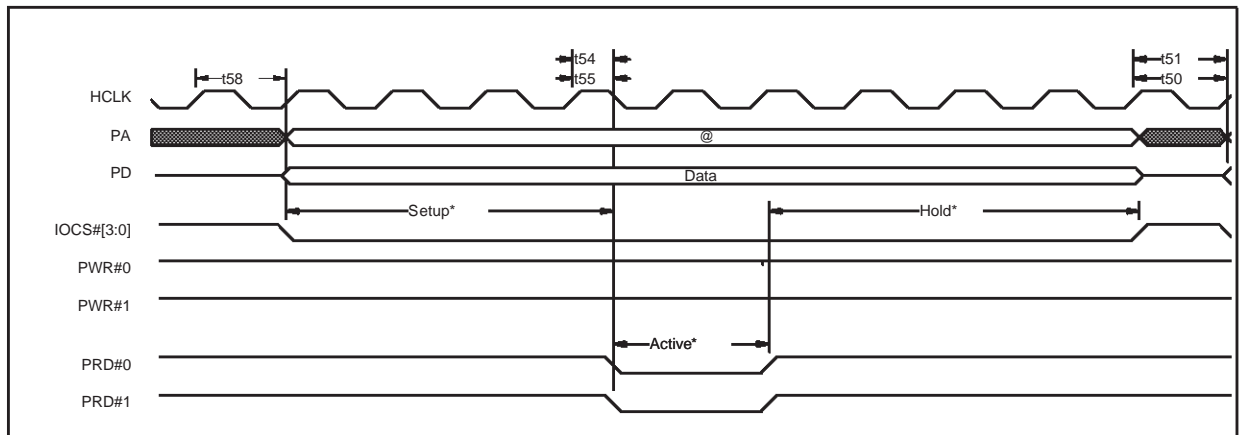 t54
t51
t58
t55
t50
HCLK
PA
@
PD
Data
Setup*
Hold*
IOCS#[3:0]
PWR#0
PWR#1
Active*
PRD#0
PRD#1